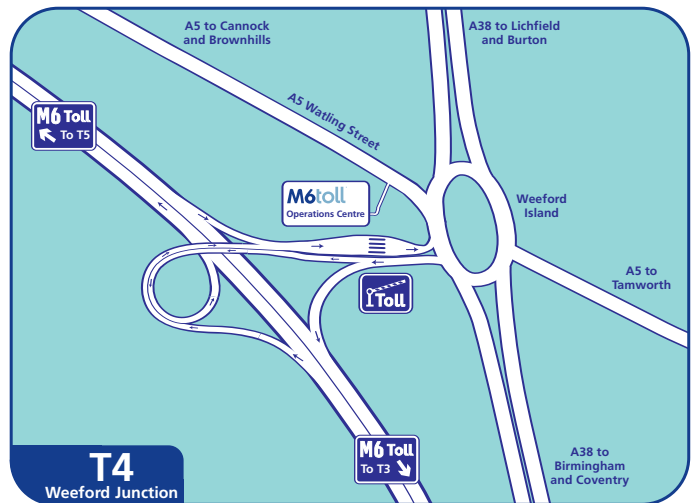 A5 to Cannock
and Brownhills
A38 to Lichfield
and Burton
M6 Toll
To T5
A5 Watling Street
M6toll
Operations Centre
Weeford
Island
A5 to
Tamworth
Toll
M6 Toll
To T3
A38 to
Birmingham
and Coventry
T4
Weeford Junction